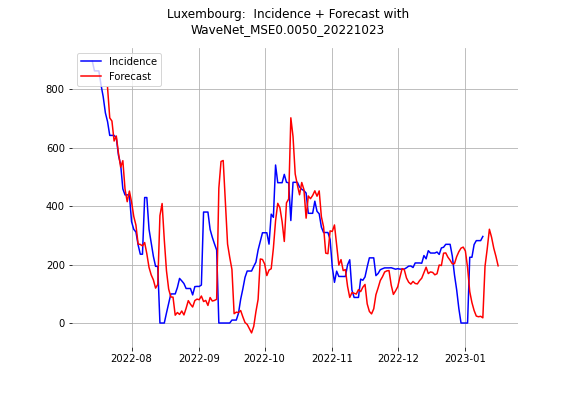 Luxembourg:  Incidence + Forecast with
WaveNet_MSE0.0050_20221023
Incidence
Forecast
800
600
400
200
0
2022-08
2022-09
2022-10
2022-11
2022-12
2023-01